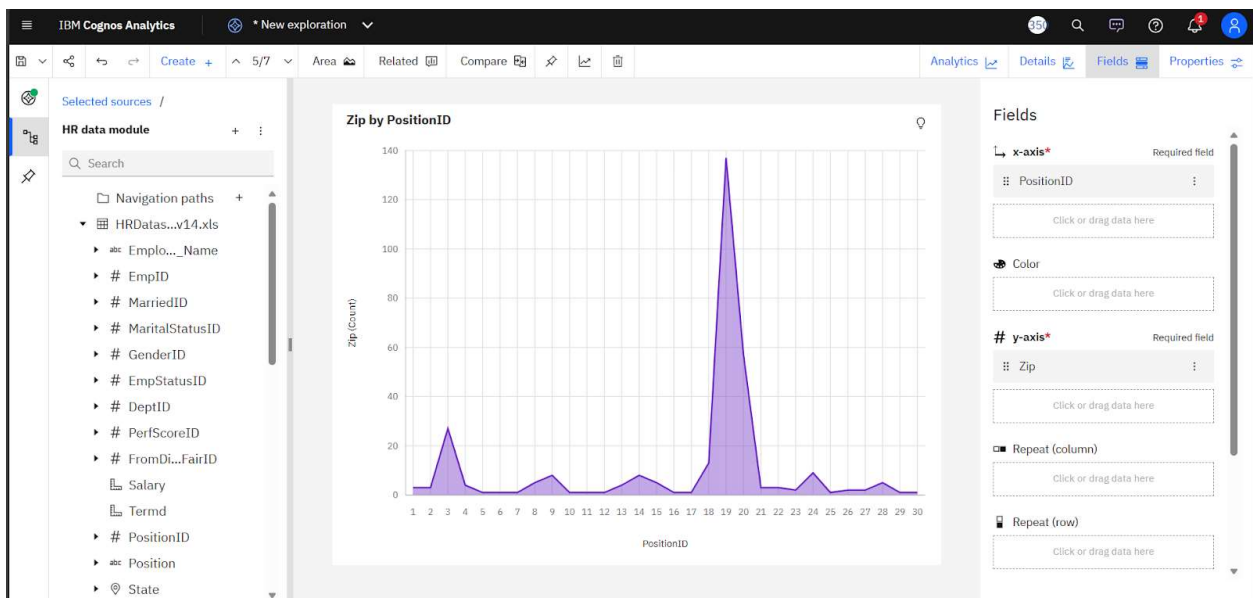 IBM Cognos Analytics
* New exploration
350
1
Create +
5/7
Area
Related
Compare
Analytics
Details
Fields
Properties
Selected sources /
HR data module
Search
Navigation paths +
HRDatas...v14.xls
abc Emplo..._Name
# EmpID
# MarriedID
# MaritalStatusID
# GenderID
# EmpStatusID
# DeptID
# PerfScoreID
# FromDi...FairID
Salary
Termd
# PositionID
abc Position
State
Zip by PositionID
140
120
100
80
60
40
20
0
Zip (Count)
1 2 3 4 5 6 7 8 9 10 11 12 13 14 15 16 17 18 19 20 21 22 23 24 25 26 27 28 29 30
PositionID
Fields
x-axis* Required field
PositionID
Click or drag data here
Color
Click or drag data here
# y-axis* Required field
Zip
Click or drag data here
Repeat (column)
Click or drag data here
Repeat (row)
Click or drag data here